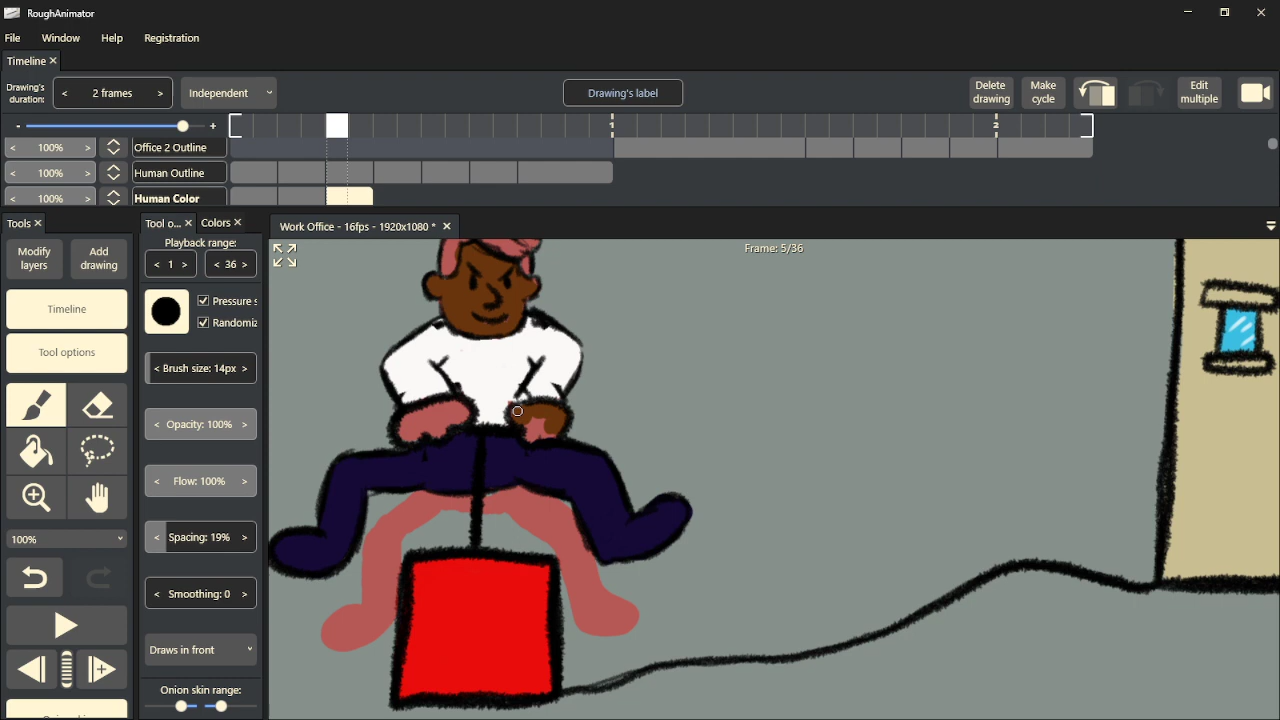 RoughAnimator
File Window Help Registration
Timeline
Drawing's duration: < 2 frames > Independent Drawing's label Delete drawing Make cycle Edit multiple
- + 1 2
< 100% > Office 2 Outline
< 100% > Human Outline
< 100% > Human Color
Tools Tool o... Colors Work Office - 16fps - 1920x1080 *
Modify layers Add drawing Playback range: Frame: 5/36
< 1 > < 36 >
Timeline Pressure s
Randomiz
Tool options
< Brush size: 14px >
< Opacity: 100% >
< Flow: 100% >
100% < Spacing: 19% >
< Smoothing: 0 >
Draws in front
Onion skin range: